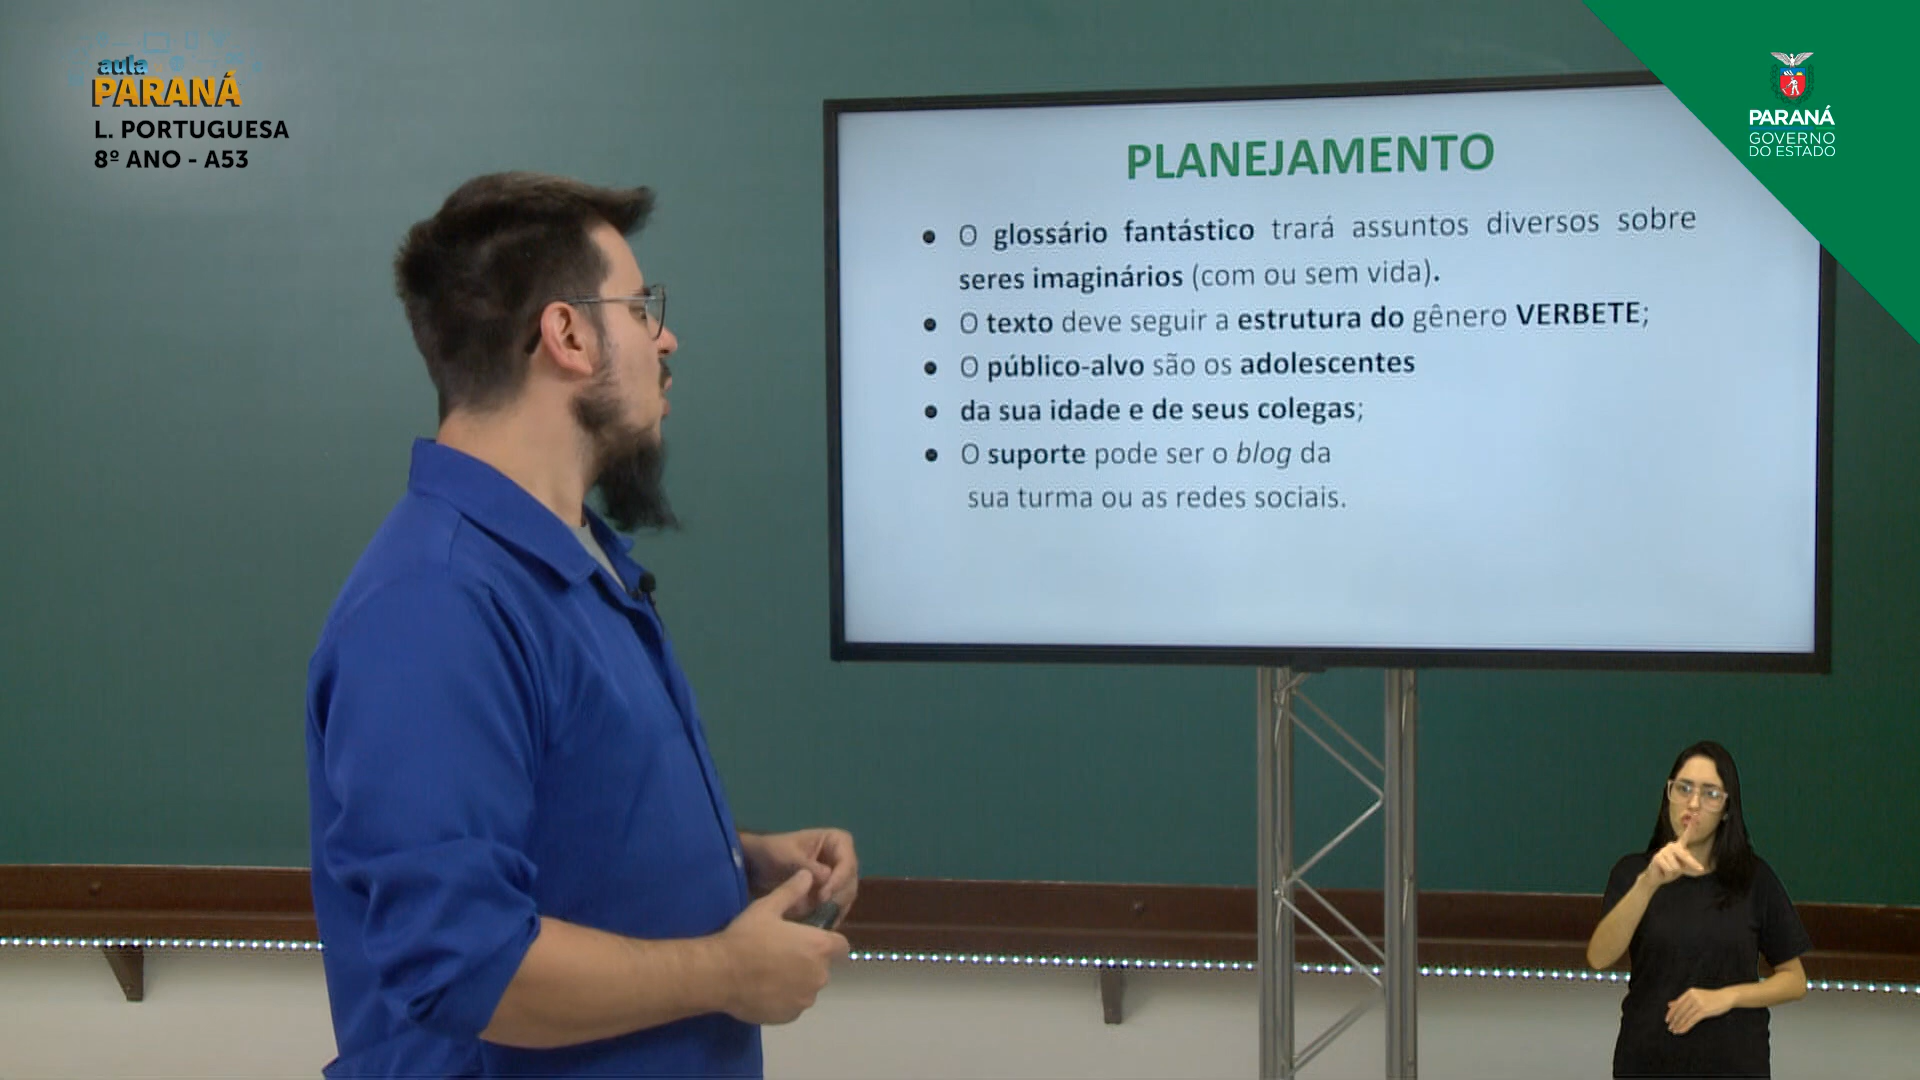 aula
PARANÁ
L. PORTUGUESA
8º ANO - A53
PARANÁ
GOVERNO
DO ESTADO
PLANEJAMENTO
• O glossário fantástico trará assuntos diversos sobre
seres imaginários (com ou sem vida).
• O texto deve seguir a estrutura do gênero VERBETE;
• O público-alvo são os adolescentes
• da sua idade e de seus colegas;
• O suporte pode ser o blog da
sua turma ou as redes sociais.